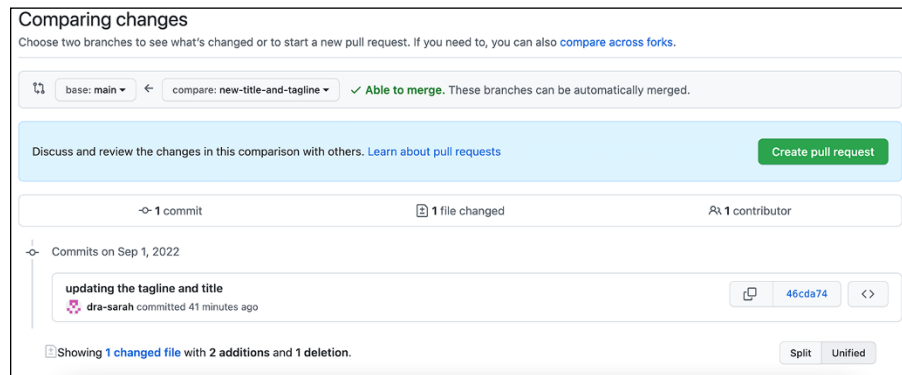 Comparing changes
Choose two branches to see what's changed or to start a new pull request. If you need to, you can also compare across forks.
base: main ← compare: new-title-and-tagline ✓ Able to merge. These branches can be automatically merged.
Discuss and review the changes in this comparison with others. Learn about pull requests Create pull request
1 commit 1 file changed 1 contributor
Commits on Sep 1, 2022
updating the tagline and title
dra-sarah committed 41 minutes ago 46cda74 <>
Showing 1 changed file with 2 additions and 1 deletion. Split Unified